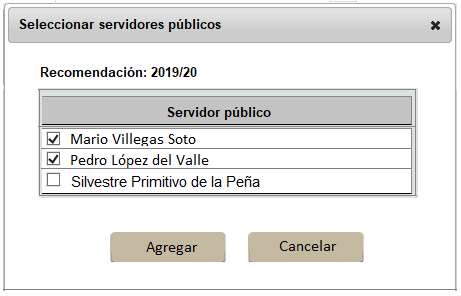 Seleccionar servidores públicos
Recomendación: 2019/20
Servidor público
Mario Villegas Soto
Pedro López del Valle
Silvestre Primitivo de la Peña
Agregar
Cancelar